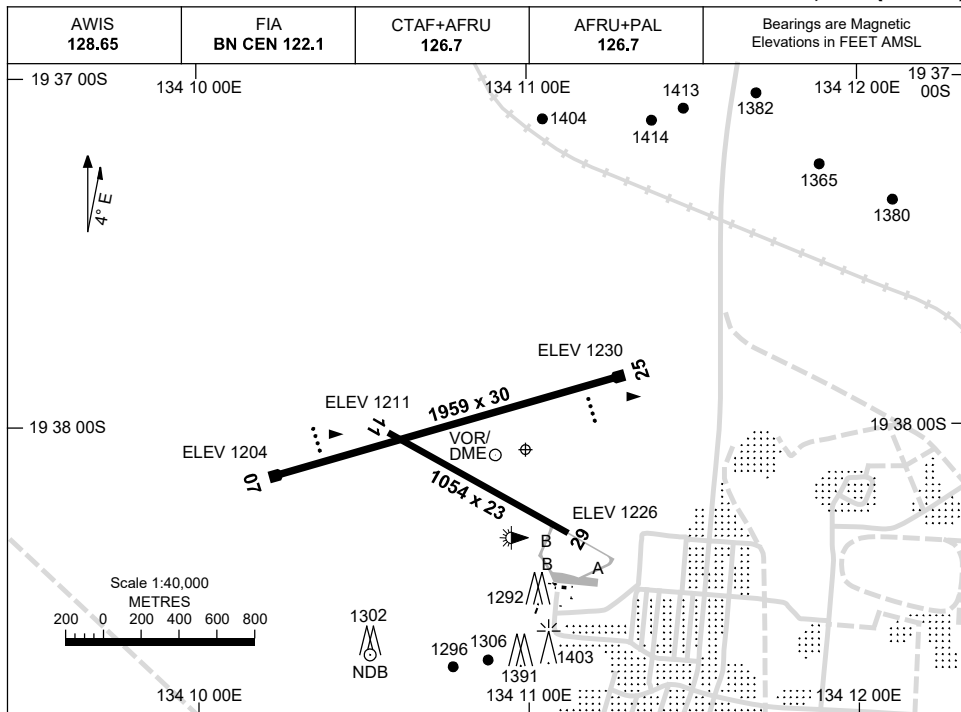 AWIS
128.65
FIA
BN CEN 122.1
CTAF+AFRU
126.7
AFRU+PAL
126.7
Bearings are Magnetic
Elevations in FEET AMSL
19 37 00S
134 10 00E
134 11 00E
134 12 00E
19 37
00S
1404
1414
1413
1382
1365
1380
4° E
ELEV 1230
25
1959 x 30
ELEV 1211
11
19 38 00S
19 38 00S
ELEV 1204
07
VOR/
DME
1054 x 23
ELEV 1226
29
B
B
A
Scale 1:40,000
METRES
200 0 200 400 600 800
1292
1302
NDB
1296
1306
1391
1403
134 10 00E
134 11 00E
134 12 00E